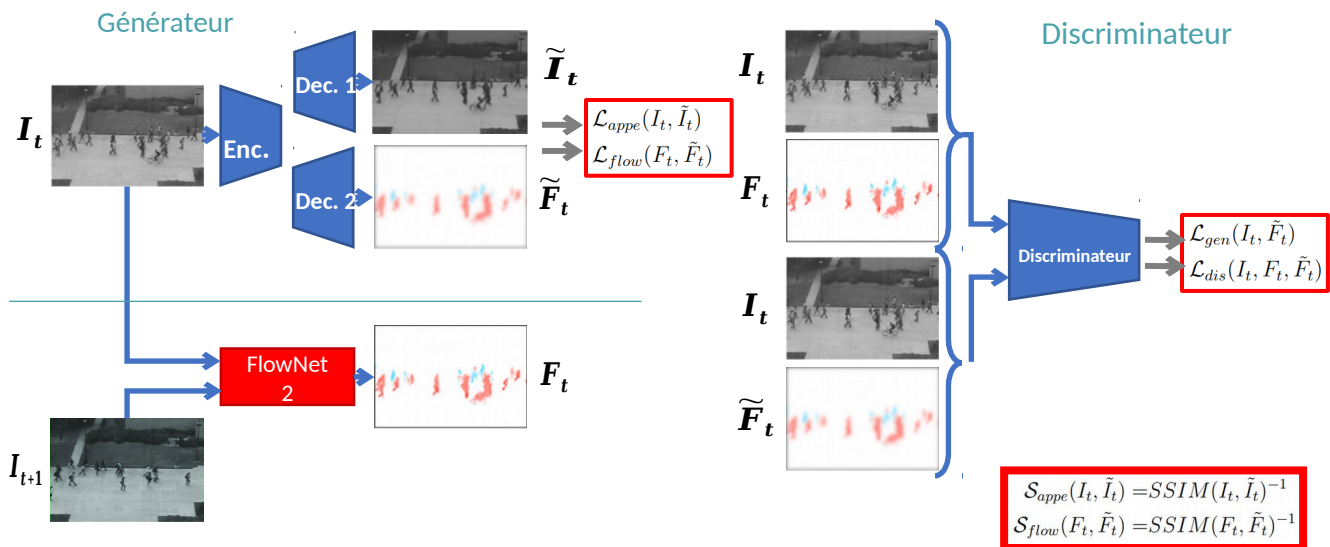 Générateur
I_t
Enc.
Dec. 1
Dec. 2
Ĩ_t
F̃_t
ℒ_appe(I_t, Ĩ_t)
ℒ_flow(F_t, F̃_t)
I_{t+1}
FlowNet
2
F_t
Discriminateur
I_t
F_t
I_t
F̃_t
Discriminateur
ℒ_gen(I_t, F̃_t)
ℒ_dis(I_t, F_t, F̃_t)
𝒮_appe(I_t, Ĩ_t) =SSIM(I_t, Ĩ_t)^{-1}
𝒮_flow(F_t, F̃_t) =SSIM(F_t, F̃_t)^{-1}